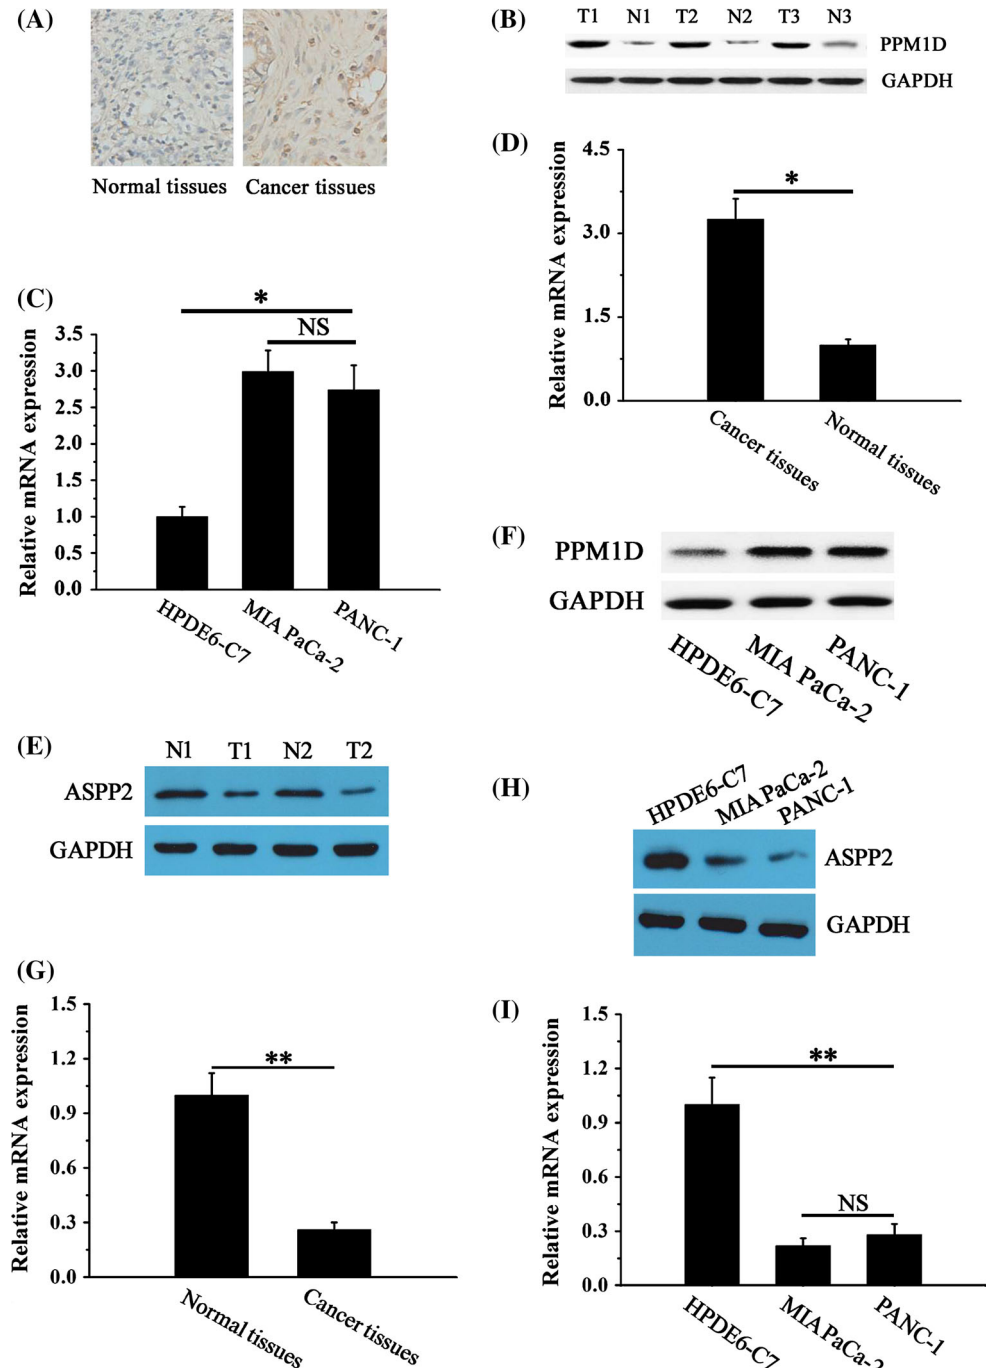 (A)
Normal tissues
Cancer tissues
(B)
T1 N1 T2 N2 T3 N3
PPM1D
GAPDH
(C)
Relative mRNA expression
3.5
3.0
2.5
2.0
1.5
1.0
0.5
0.0
*
NS
HPDE6-C7
MIA PaCa-2
PANC-1
(D)
Relative mRNA expression
4.5
3.0
1.5
0.0
*
Cancer tissues
Normal tissues
(F)
PPM1D
GAPDH
HPDE6-C7
MIA PaCa-2
PANC-1
(E)
N1 T1 N2 T2
ASPP2
GAPDH
(H)
HPDE6-C7
MIA PaCa-2
PANC-1
ASPP2
GAPDH
(G)
Relative mRNA expression
1.5
1.2
0.9
0.6
0.3
0.0
**
Normal tissues
Cancer tissues
(I)
Relative mRNA expression
1.5
1.2
0.9
0.6
0.3
0.0
**
NS
HPDE6-C7
MIA PaCa-2
PANC-1